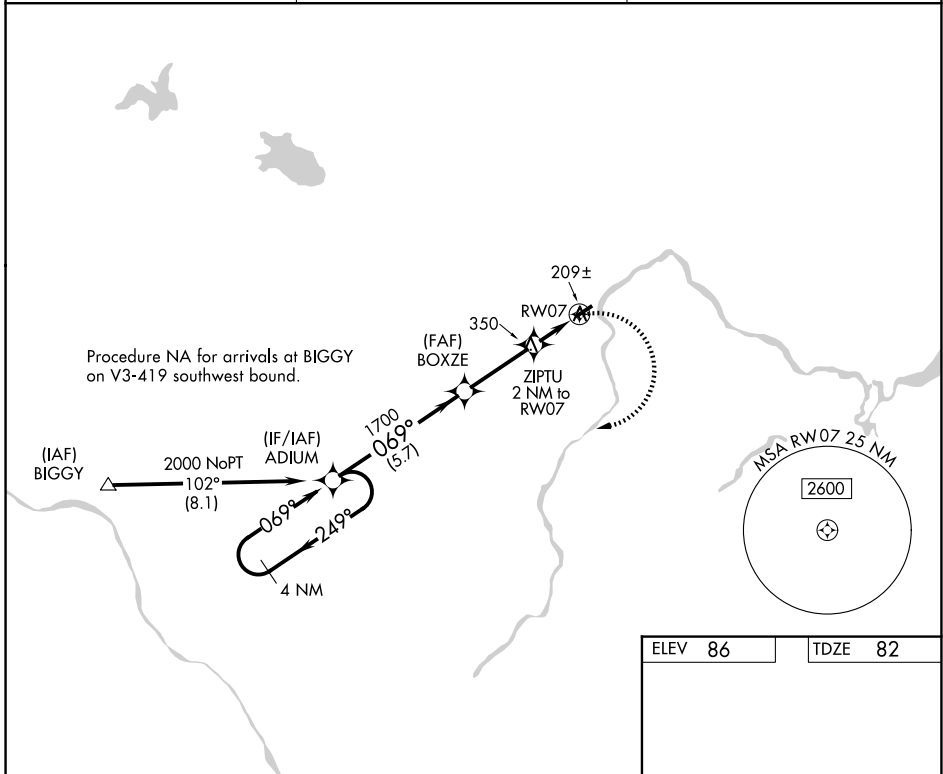 209±
RW07
350
(FAF)
BOXZE
ZIPTU
2 NM to
RW07
Procedure NA for arrivals at BIGGY
on V3-419 southwest bound.
1700
069°
(5.7)
(IF/IAF)
ADIUM
(IAF)
BIGGY
2000 NoPT
102°
(8.1)
069°
249°
4 NM
MSA RW07 25 NM
2600
ELEV 86
TDZE 82